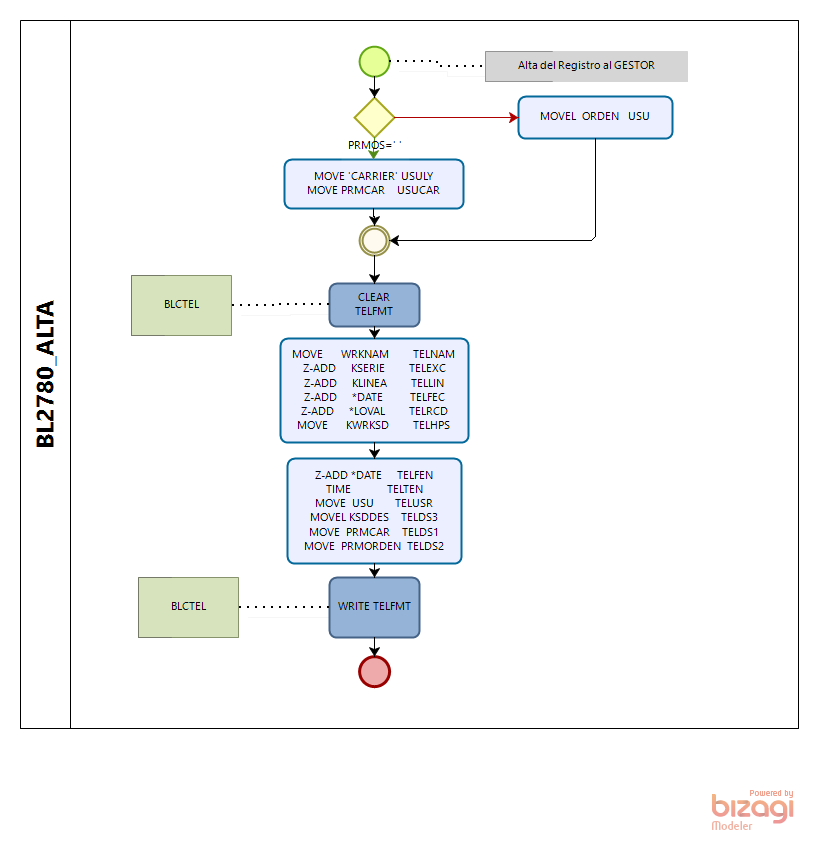 BL2780_ALTA
Alta del Registro al GESTOR
MOVEL ORDEN USU
PRMOS=' '
MOVE 'CARRIER' USULY
MOVE PRMCAR USUCAR
BLCTEL
CLEAR
TELFMT
MOVE WRKNAM TELNAM
Z-ADD KSERIE TELEXC
Z-ADD KLINEA TELLIN
Z-ADD *DATE TELFEC
Z-ADD *LOVAL TELRCD
MOVE KWRKSD TELHPS
Z-ADD *DATE TELFEN
TIME TELTEN
MOVE USU TELUSR
MOVEL KSDDES TELDS3
MOVE PRMCAR TELDS1
MOVE PRMORDEN TELDS2
BLCTEL
WRITE TELFMT
Powered by
bizagi
Modeler